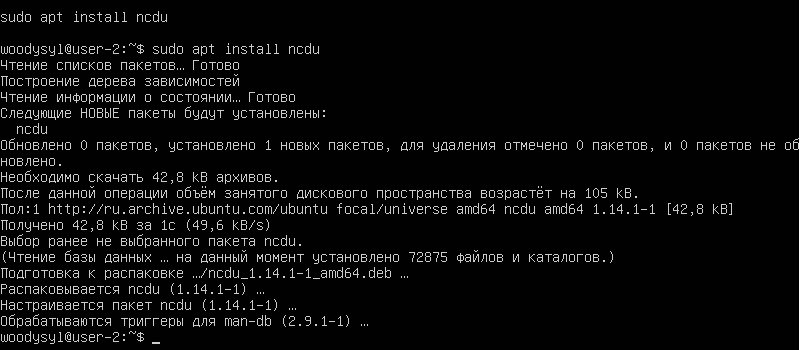 sudo apt install ncdu
woodysyl@user-2:~$ sudo apt install ncdu
Чтение списков пакетов… Готово
Построение дерева зависимостей
Чтение информации о состоянии… Готово
Следующие НОВЫЕ пакеты будут установлены:
ncdu
Обновлено 0 пакетов, установлено 1 новых пакетов, для удаления отмечено 0 пакетов, и 0 пакетов не об
новлено.
Необходимо скачать 42,8 kB архивов.
После данной операции объём занятого дискового пространства возрастёт на 105 kB.
Пол:1 http://ru.archive.ubuntu.com/ubuntu focal/universe amd64 ncdu amd64 1.14.1-1 [42,8 kB]
Получено 42,8 kB за 1с (49,6 kB/s)
Выбор ранее не выбранного пакета ncdu.
(Чтение базы данных … на данный момент установлено 72875 файлов и каталогов.)
Подготовка к распаковке …/ncdu_1.14.1-1_amd64.deb …
Распаковывается ncdu (1.14.1-1) …
Настраивается пакет ncdu (1.14.1-1) …
Обрабатываются триггеры для man-db (2.9.1-1) …
woodysyl@user-2:~$ _